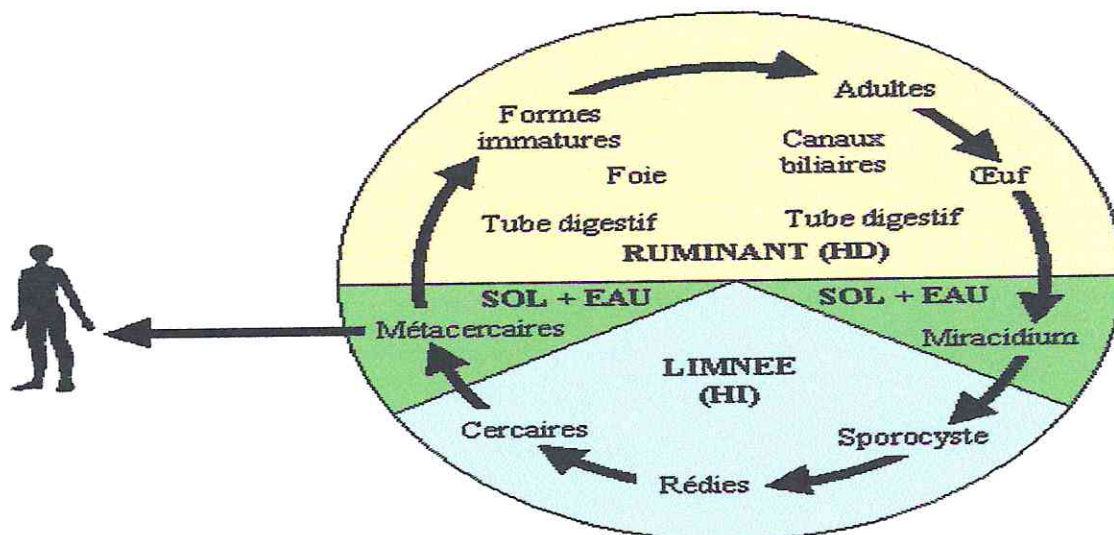 Adultes
Formes
immatures
Canaux
biliaires
Œuf
Foie
Tube digestif
Tube digestif
RUMINANT (HD)
SOL + EAU
SOL + EAU
Métacercaires
Miracidium
LIMNEE
(HI)
Cercaires
Sporocyste
Rédies